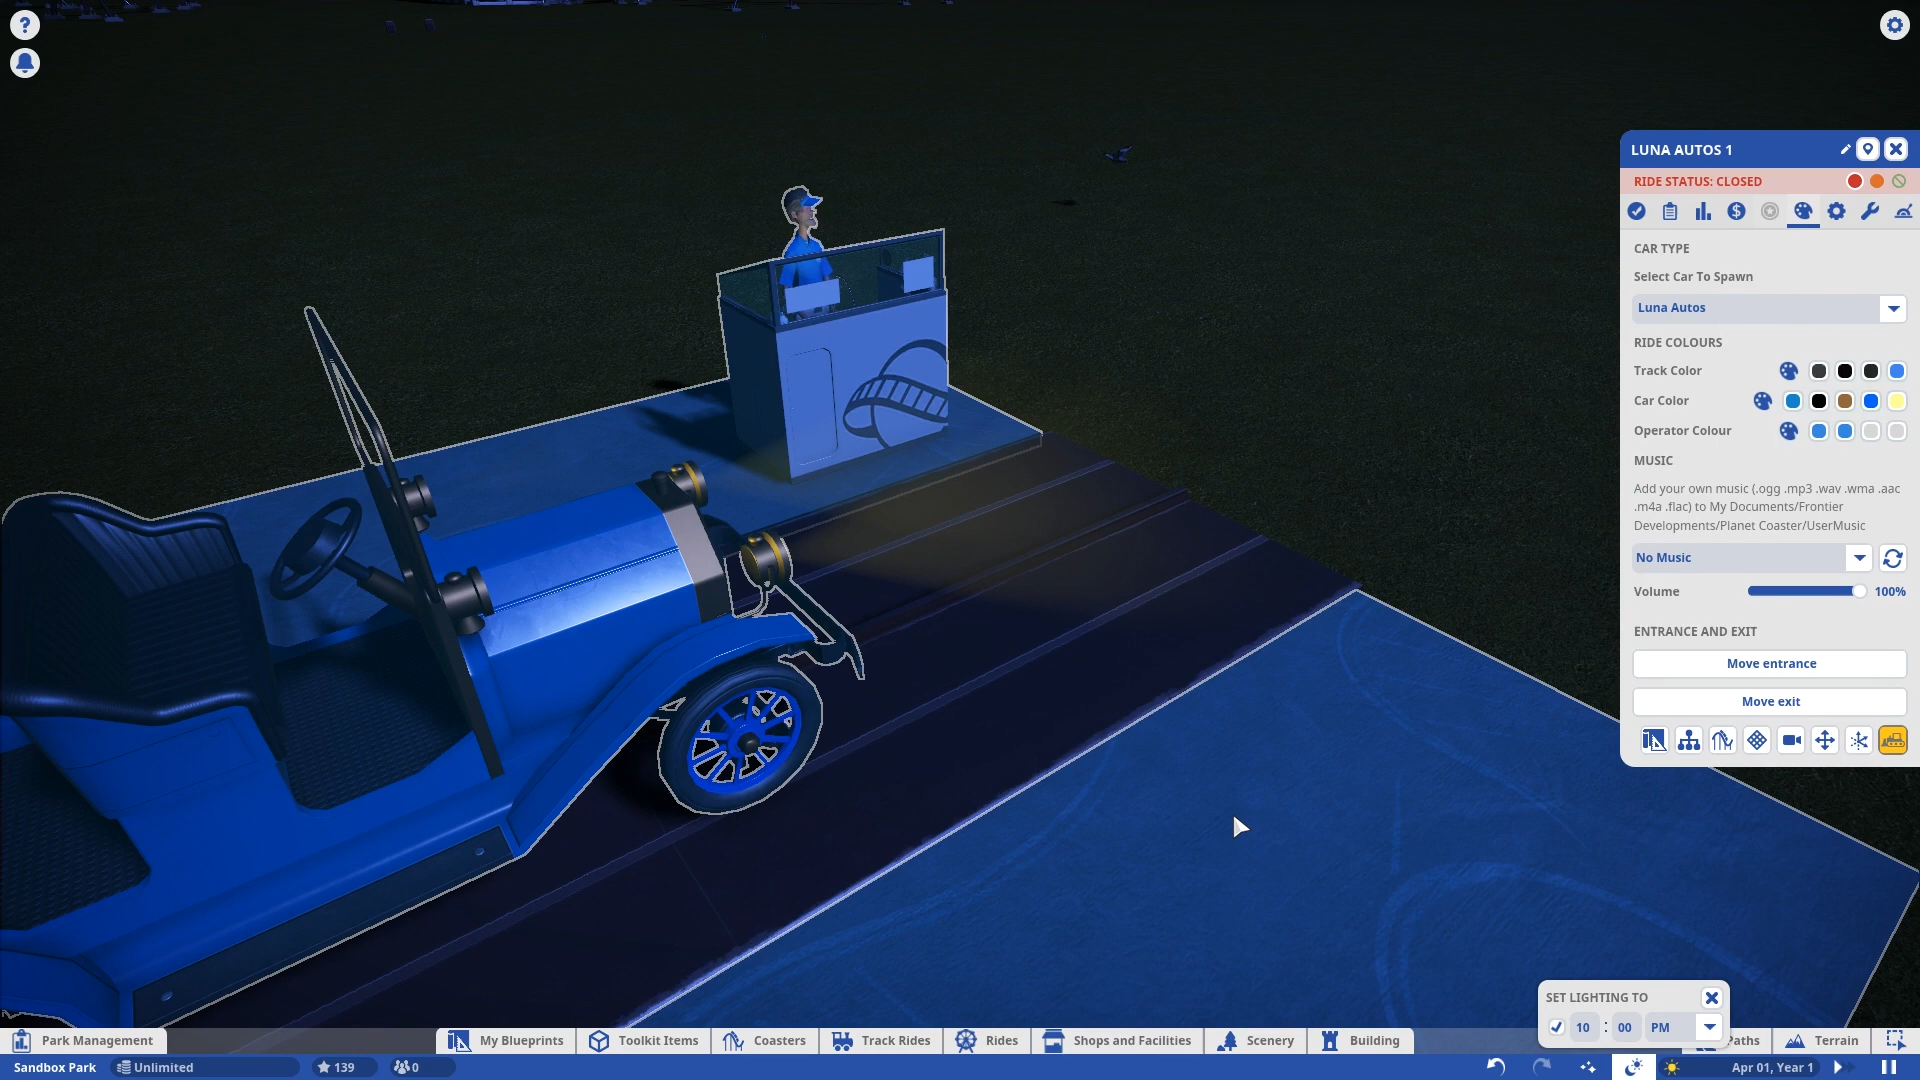 ?
LUNA AUTOS 1
RIDE STATUS: CLOSED
CAR TYPE
Select Car To Spawn
Luna Autos
RIDE COLOURS
Track Color
Car Color
Operator Colour
MUSIC
Add your own music (.ogg .mp3 .wav .wma .aac
.m4a .flac) to My Documents/Frontier
Developments/Planet Coaster/UserMusic
No Music
Volume 100%
ENTRANCE AND EXIT
Move entrance
Move exit
SET LIGHTING TO
10 : 00 PM
Park Management My Blueprints Toolkit Items Coasters Track Rides Rides Shops and Facilities Scenery Building Paths Terrain
Sandbox Park Unlimited 139 0 Apr 01, Year 1